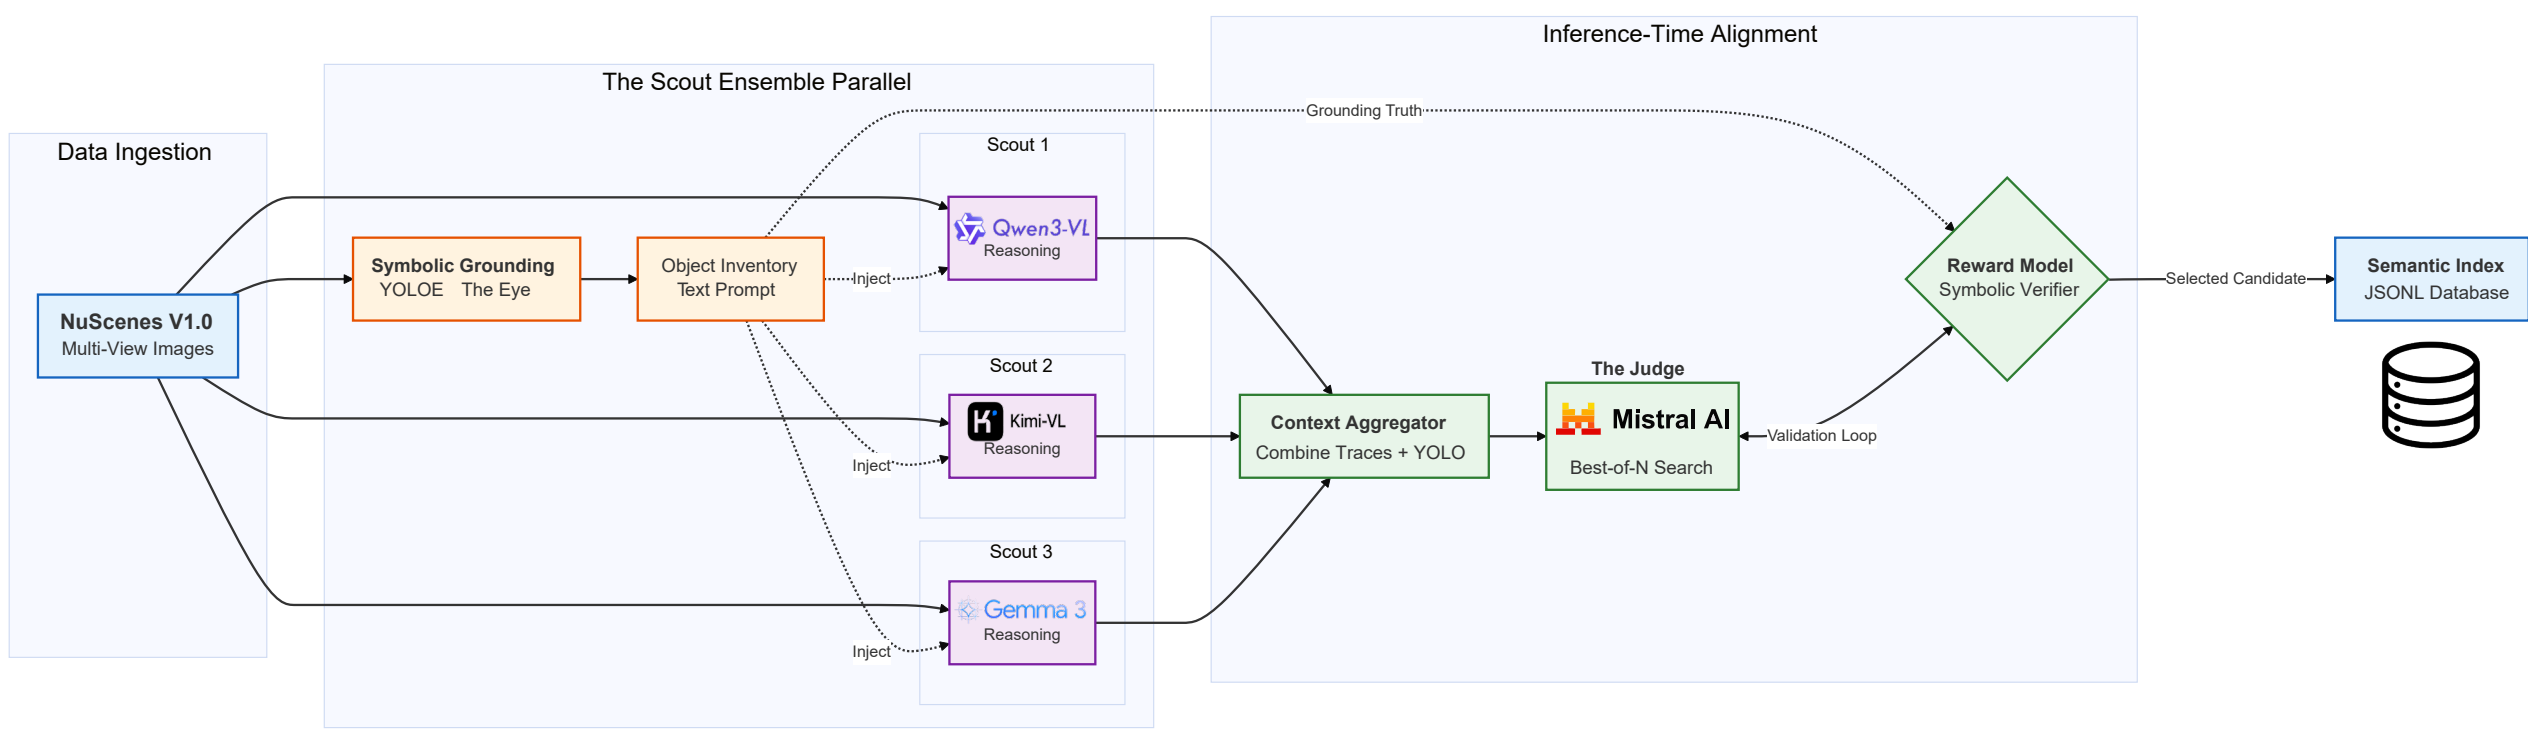 Data Ingestion
NuScenes V1.0
Multi-View Images
The Scout Ensemble Parallel
Symbolic Grounding
YOLOE The Eye
Object Inventory
Text Prompt
Inject
Inject
Inject
Scout 1
Qwen3-VL
Reasoning
Scout 2
Kimi-VL
Reasoning
Scout 3
Gemma 3
Reasoning
Inference-Time Alignment
Grounding Truth
Context Aggregator
Combine Traces + YOLO
The Judge
Mistral AI
Best-of-N Search
Validation Loop
Reward Model
Symbolic Verifier
Selected Candidate
Semantic Index
JSONL Database